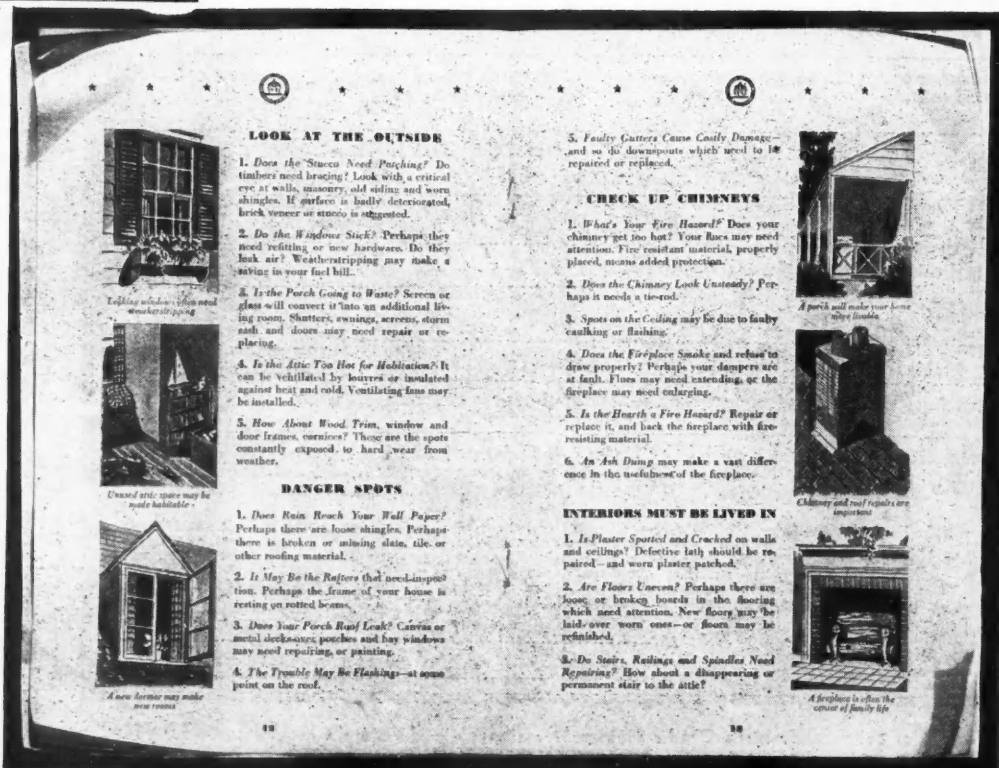 LOOK AT THE OUTSIDE
1. Does the Stucco Need Patching? Do
timbers need bracing? Look with a critical
eye at walls, masonry, old siding and worn
shingles. If surface is badly deteriorated,
brick veneer or stucco is suggested.
2. Do the Windows Stick? Perhaps they
need refitting or new hardware. Do they
leak air? Weatherstripping may make a
saving in your fuel bill.
3. Is the Porch Going to Waste? Screen or
glass will convert it into an additional liv-
ing room. Shutters, awnings, screens, storm
sash and doors may need repair or re-
placing.
4. Is the Attic Too Hot for Habitation? It
can be ventilated by louvres or insulated
against heat and cold. Ventilating fans may
be installed.
5. How About Wood Trim, window and
door frames, cornices? These are the spots
constantly exposed to hard wear from
weather.
DANGER SPOTS
1. Does Rain Reach Your Wall Paper?
Perhaps there are loose shingles. Perhaps
there is broken or missing slate, tile or
other roofing material.
2. It May Be the Rafters that need inspec-
tion. Perhaps the frame of your house is
resting on rotted beams.
3. Does Your Porch Roof Leak? Canvas or
metal decks over porches and bay windows
may need repairing, or painting.
4. The Trouble May Be Flashings—at some
point on the roof.
Leaking windows often need
weatherstripping
Unused attic space may be
made habitable
A new dormer may make
new rooms
5. Faulty Gutters Cause Costly Damage—
and so do downspouts which need to be
repaired or replaced.
CHECK UP CHIMNEYS
1. What's Your Fire Hazard? Does your
chimney get too hot? Your flues may need
attention. Fire resistant material, properly
placed, means added protection.
2. Does the Chimney Look Unsteady? Per-
haps it needs a tie-rod.
3. Spots on the Ceiling may be due to faulty
caulking or flashing.
4. Does the Fireplace Smoke and refuse to
draw properly? Perhaps your dampers are
at fault. Flues may need extending, or the
fireplace may need enlarging.
5. Is the Hearth a Fire Hazard? Repair or
replace it, and back the fireplace with fire-
resisting material.
6. An Ash Dump may make a vast differ-
ence in the usefulness of the fireplace.
INTERIORS MUST BE LIVED IN
1. Is Plaster Spotted and Cracked on walls
and ceilings? Defective lath should be re-
paired—and worn plaster patched.
2. Are Floors Uneven? Perhaps there are
loose or broken boards in the flooring
which need attention. New floors may be
laid over worn ones—or floors may be
refinished.
3. Do Stairs, Railings and Spindles Need
Repairing? How about a disappearing or
permanent stair to the attic?
A porch will make your home
more livable
Chimney and roof repairs are
important
A fireplace is often the
center of family life